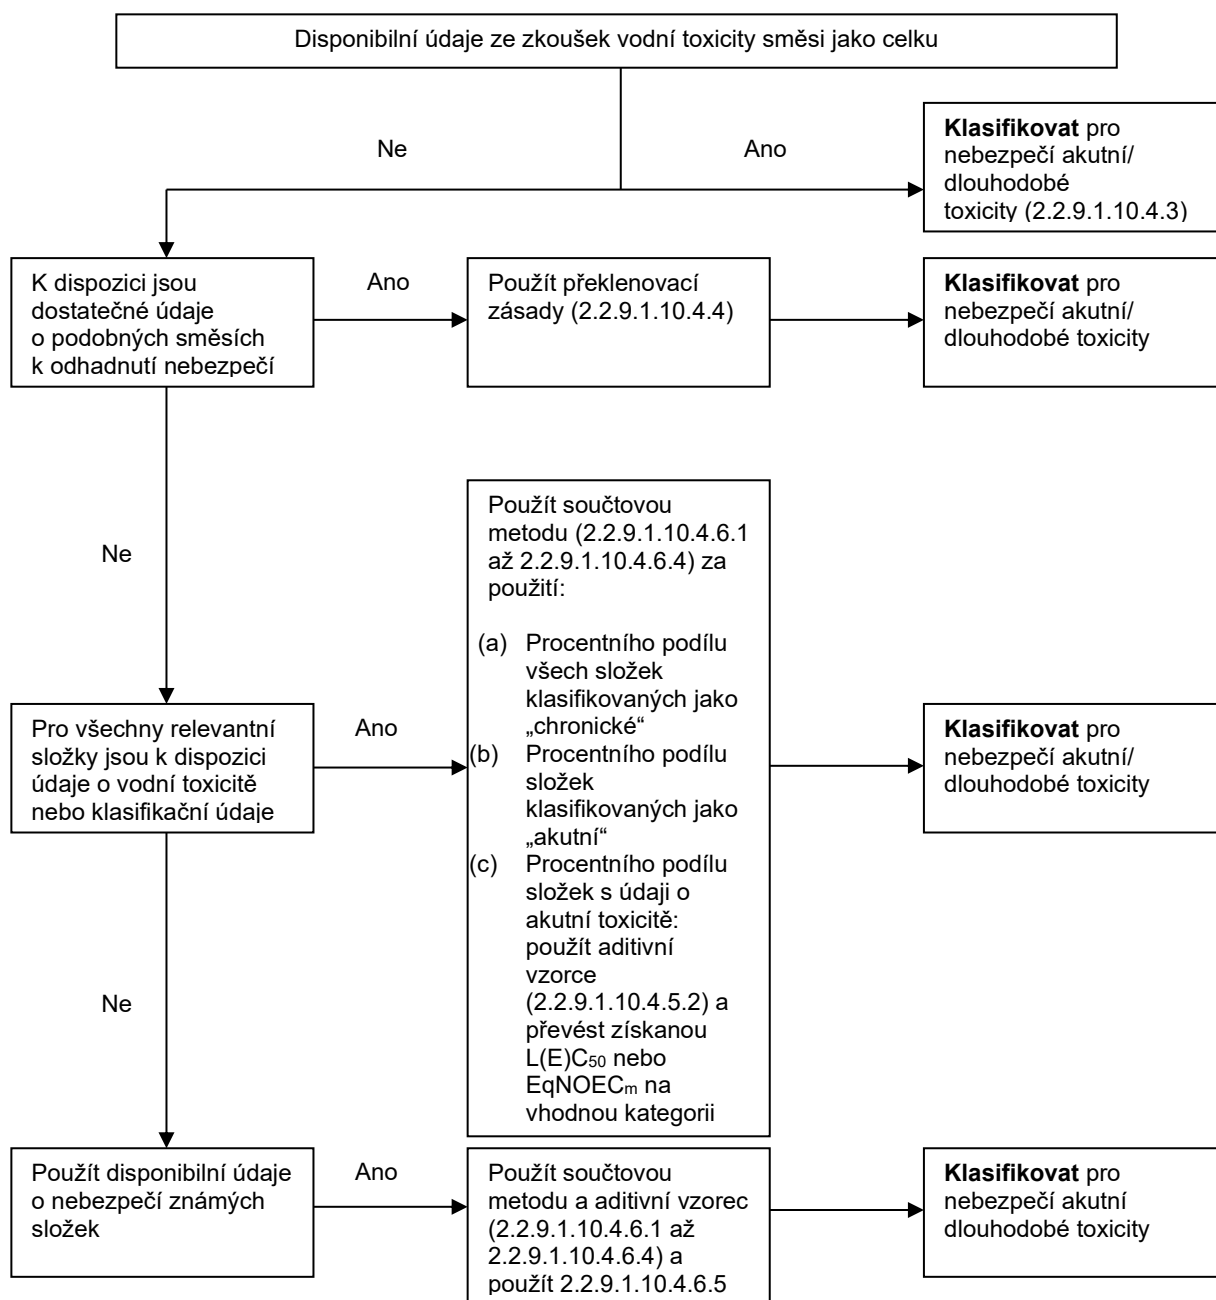 Disponibilní údaje ze zkoušek vodní toxicity směsi jako celku
Ne
Ano
Klasifikovat pro
nebezpečí akutní/
dlouhodobé
toxicity (2.2.9.1.10.4.3)
K dispozici jsou
dostatečné údaje
o podobných směsích
k odhadnutí nebezpečí
Ano
Použít překlenovací
zásady (2.2.9.1.10.4.4)
Klasifikovat pro
nebezpečí akutní/
dlouhodobé toxicity
Ne
Použít součtovou
metodu (2.2.9.1.10.4.6.1
až 2.2.9.1.10.4.6.4) za
použití:
(a) Procentního podílu
všech složek
klasifikovaných jako
„chronické“
(b) Procentního podílu
složek
klasifikovaných jako
„akutní“
(c) Procentního podílu
složek s údaji o
akutní toxicitě:
použít aditivní
vzorce
(2.2.9.1.10.4.5.2) a
převést získanou
L(E)C₅₀ nebo
EqNOECₘ na
vhodnou kategorii
Pro všechny relevantní
složky jsou k dispozici
údaje o vodní toxicitě
nebo klasifikační údaje
Ano
Klasifikovat pro
nebezpečí akutní/
dlouhodobé toxicity
Ne
Použít disponibilní údaje
o nebezpečí známých
složek
Ano
Použít součtovou
metodu a aditivní vzorec
(2.2.9.1.10.4.6.1 až
2.2.9.1.10.4.6.4) a
použít 2.2.9.1.10.4.6.5
Klasifikovat pro
nebezpečí akutní
dlouhodobé toxicity